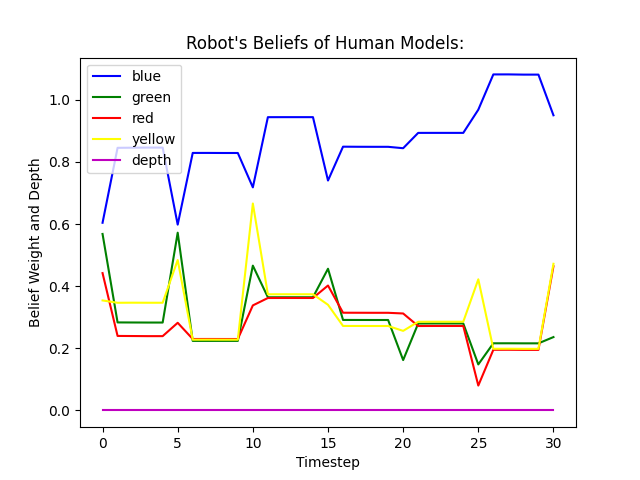 Robot's Beliefs of Human Models:
blue
green
red
yellow
depth
Belief Weight and Depth
1.0
0.8
0.6
0.4
0.2
0.0
0 5 10 15 20 25 30
Timestep